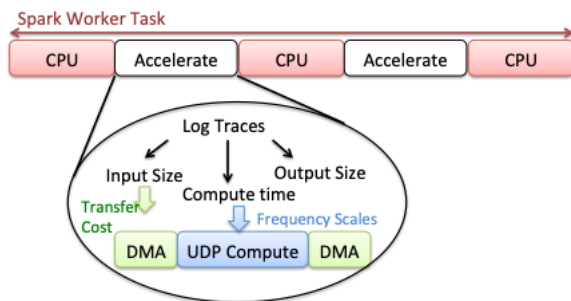 Spark Worker Task
CPU Accelerate CPU Accelerate CPU
Log Traces
Input Size
Output Size
Compute time
Transfer
Cost
Frequency Scales
DMA UDP Compute DMA